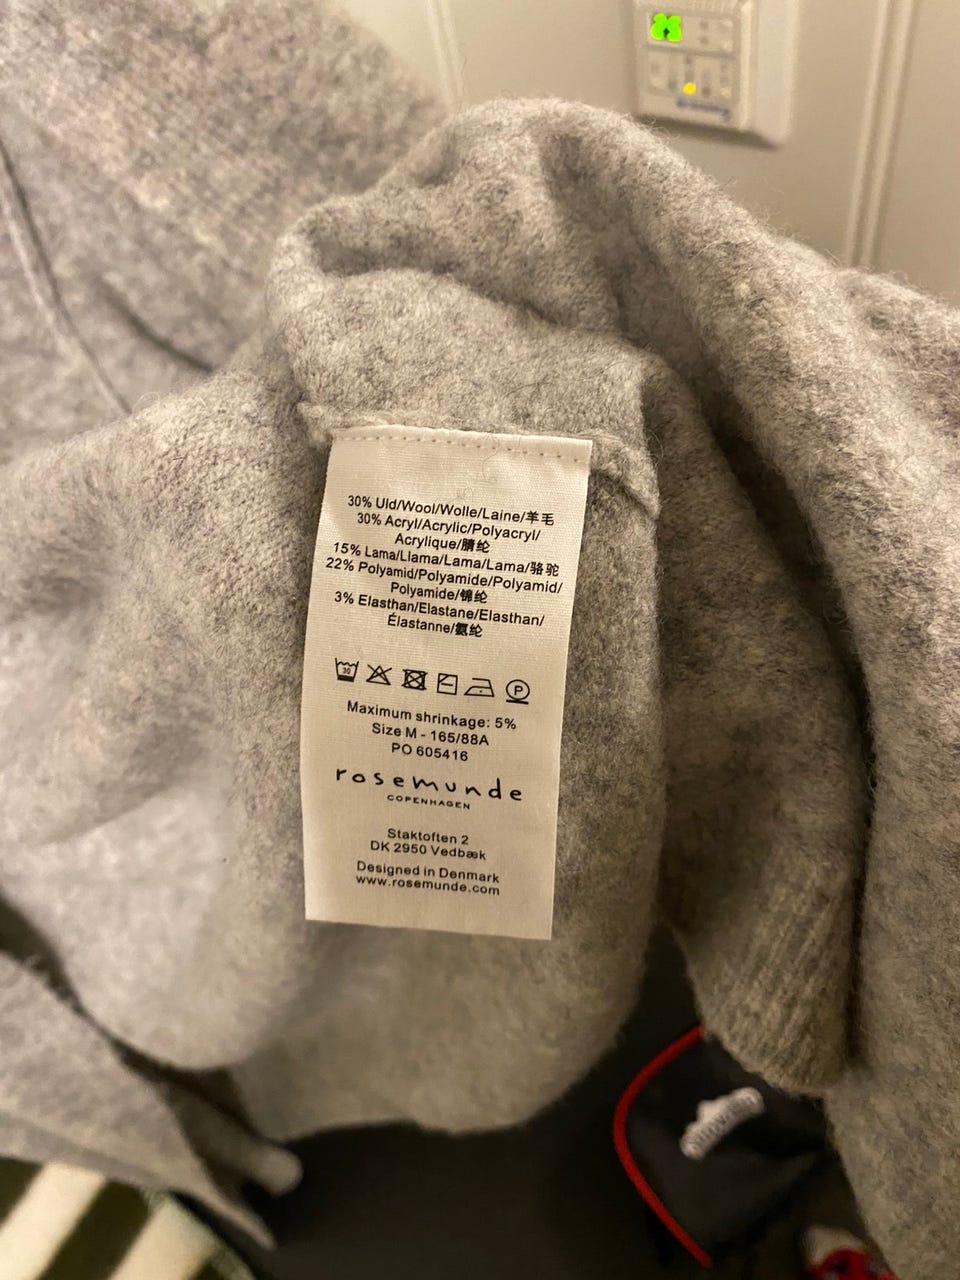 30% Uld/Wool/Wolle/Laine/羊毛
30% Acryl/Acrylic/Polyacryl/
Acrylique/腈纶
15% Lama/Llama/Lama/Lama/骆驼
22% Polyamid/Polyamide/Polyamid/
Polyamide/锦纶
3% Elasthan/Elastane/Elasthan/
Élastanne/氨纶
30
P
Maximum shrinkage: 5%
Size M - 165/88A
PO 605416
rosemunde
COPENHAGEN
Staktoften 2
DK 2950 Vedbæk
Designed in Denmark
www.rosemunde.com